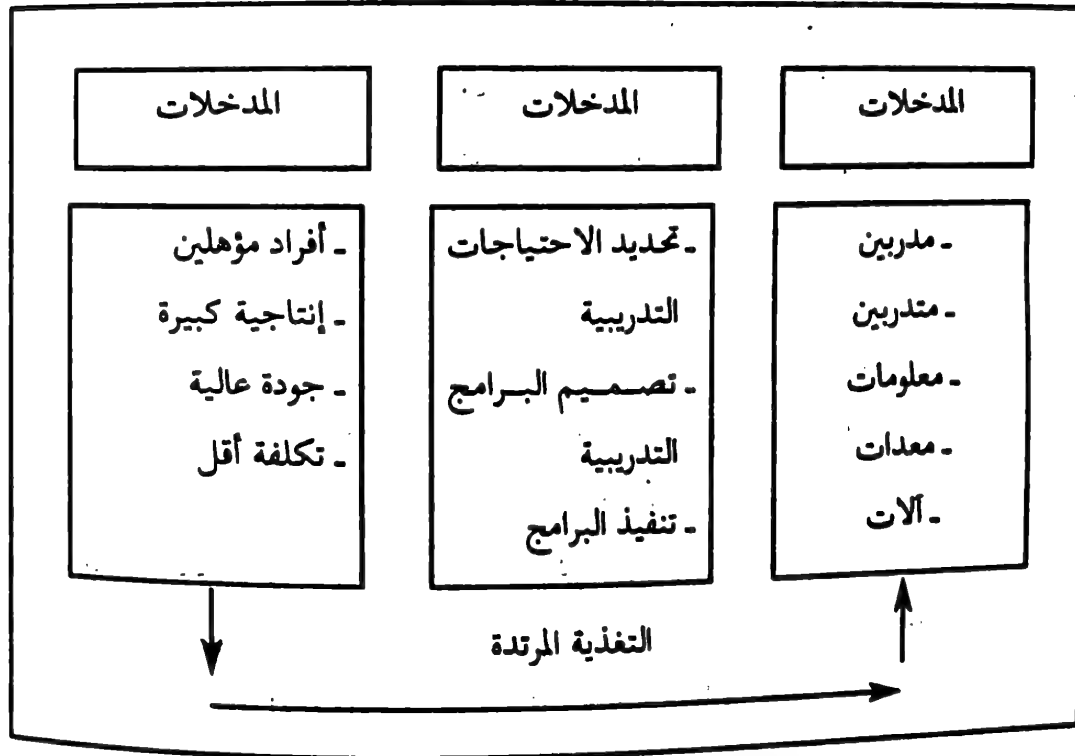 المدخلات
المدخلات
المدخلات
ـ مدربين
ـ متدربين
ـ معلومات
ـ معدات
ـ آلات
ـ تحديد الاحتياجات
التدريبية
ـ تصميم البرامج
التدريبية
ـ تنفيذ البرامج
ـ أفراد مؤهلين
ـ إنتاجية كبيرة
ـ جودة عالية
ـ تكلفة أقل
التغذية المرتدة